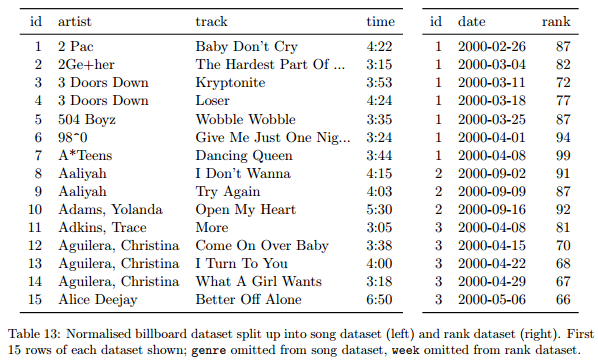 id artist track time id date rank
1 2 Pac Baby Don't Cry 4:22 1 2000-02-26 87
2 2Ge+her The Hardest Part Of ... 3:15 1 2000-03-04 82
3 3 Doors Down Kryptonite 3:53 1 2000-03-11 72
4 3 Doors Down Loser 4:24 1 2000-03-18 77
5 504 Boyz Wobble Wobble 3:35 1 2000-03-25 87
6 98^0 Give Me Just One Nig... 3:24 1 2000-04-01 94
7 A*Teens Dancing Queen 3:44 1 2000-04-08 99
8 Aaliyah I Don't Wanna 4:15 2 2000-09-02 91
9 Aaliyah Try Again 4:03 2 2000-09-09 87
10 Adams, Yolanda Open My Heart 5:30 2 2000-09-16 92
11 Adkins, Trace More 3:05 3 2000-04-08 81
12 Aguilera, Christina Come On Over Baby 3:38 3 2000-04-15 70
13 Aguilera, Christina I Turn To You 4:00 3 2000-04-22 68
14 Aguilera, Christina What A Girl Wants 3:18 3 2000-04-29 67
15 Alice Deejay Better Off Alone 6:50 3 2000-05-06 66
Table 13: Normalised billboard dataset split up into song dataset (left) and rank dataset (right). First
15 rows of each dataset shown; genre omitted from song dataset, week omitted from rank dataset.